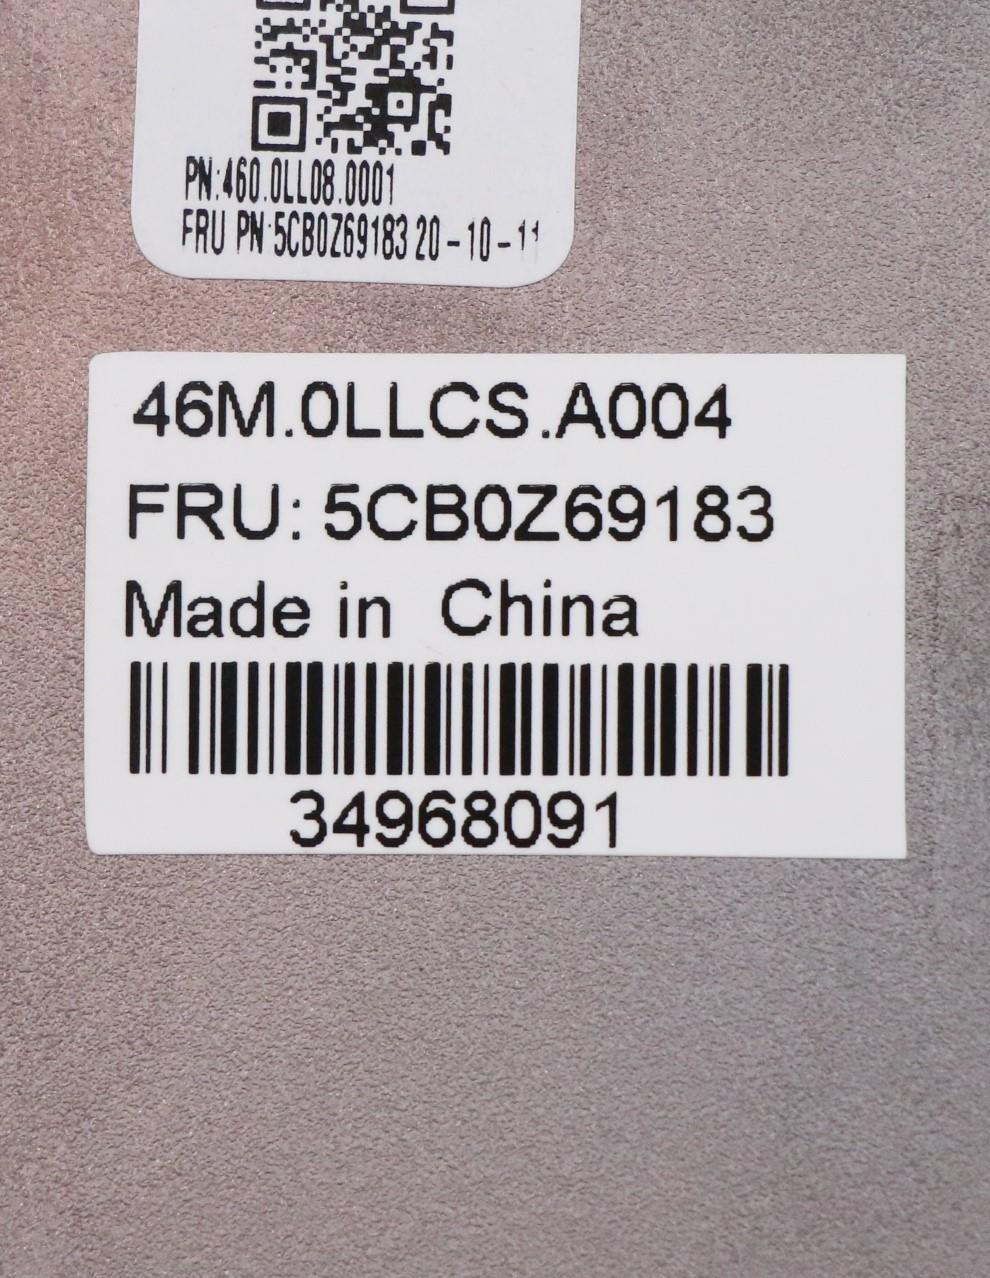 PN:460.0LL08.0001
FRU PN:5CB0Z69183 20-10-11
46M.0LLCS.A004
FRU: 5CB0Z69183
Made in China
34968091